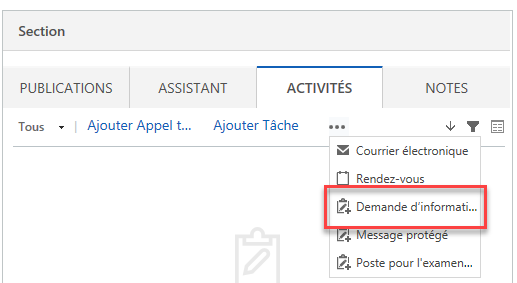 Section
PUBLICATIONS ASSISTANT ACTIVITÉS NOTES
Tous Ajouter Appel t... Ajouter Tâche
Courrier électronique
Rendez-vous
Demande d'informati...
Message protégé
Poste pour l'examen...